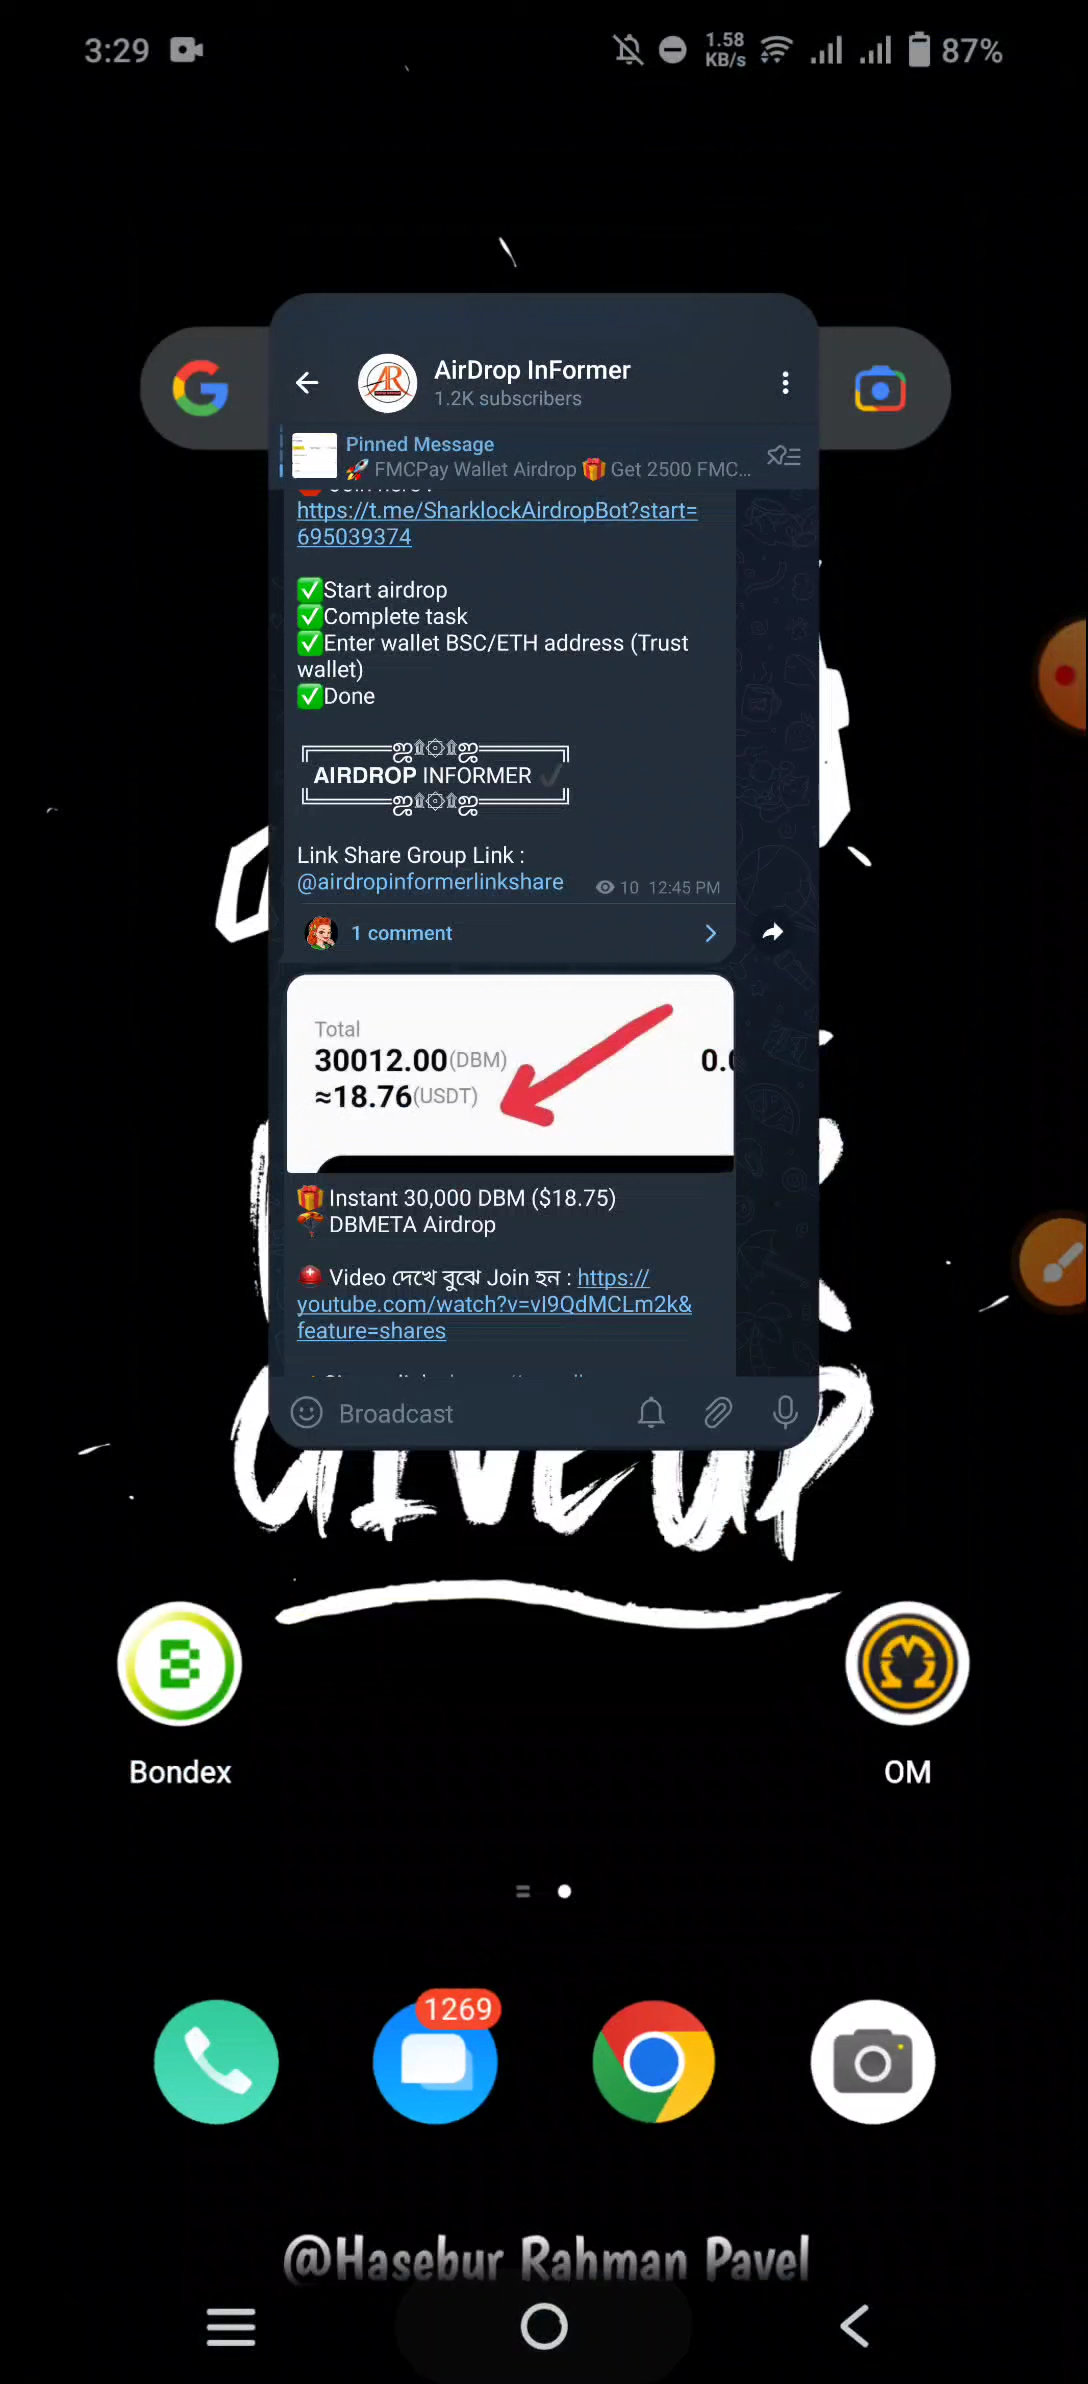 3:29
1.58
KB/s
87%
AirDrop InFormer
1.2K subscribers
Pinned Message
🚀 FMCPay Wallet Airdrop 🎁 Get 2500 FMC...
https://t.me/SharklockAirdropBot?start=
695039374
✅Start airdrop
✅Complete task
✅Enter wallet BSC/ETH address (Trust
wallet)
✅Done
╔════ஜ۩۞۩ஜ════╗
AIRDROP INFORMER ✔
╚════ஜ۩۞۩ஜ════╝
Link Share Group Link :
@airdropinformerlinkshare
10 12:45 PM
1 comment
Total
30012.00(DBM)
≈18.76(USDT)
🎁 Instant 30,000 DBM ($18.75)
🪂 DBMETA Airdrop
🚨 Video দেখে বুঝে Join হন : https://
youtube.com/watch?v=vI9QdMCLm2k&
feature=shares
Broadcast
GIVE UP
Bondex
OM
1269
@Hasebur Rahman Pavel